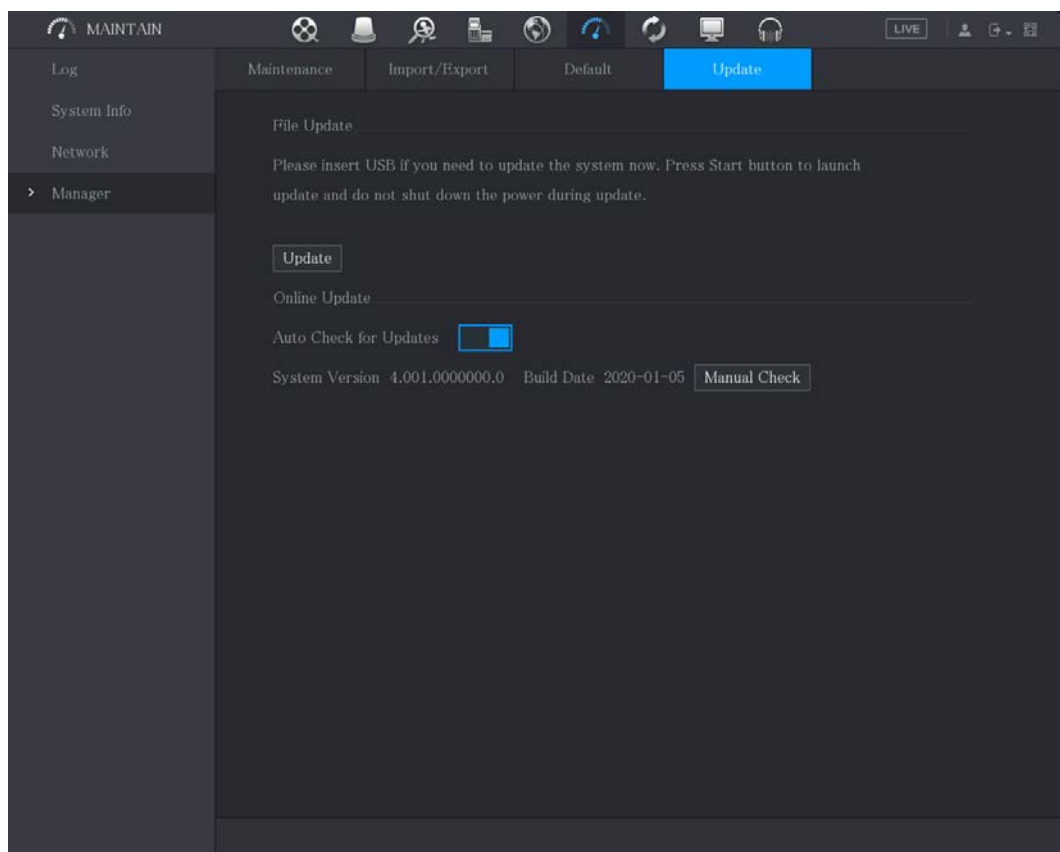 MAINTAIN
LIVE
Log
System Info
Network
Manager
Maintenance
Import/Export
Default
Update
File Update
Please insert USB if you need to update the system now. Press Start button to launch
update and do not shut down the power during update.
Update
Online Update
Auto Check for Updates
System Version 4.001.0000000.0 Build Date 2020-01-05 Manual Check